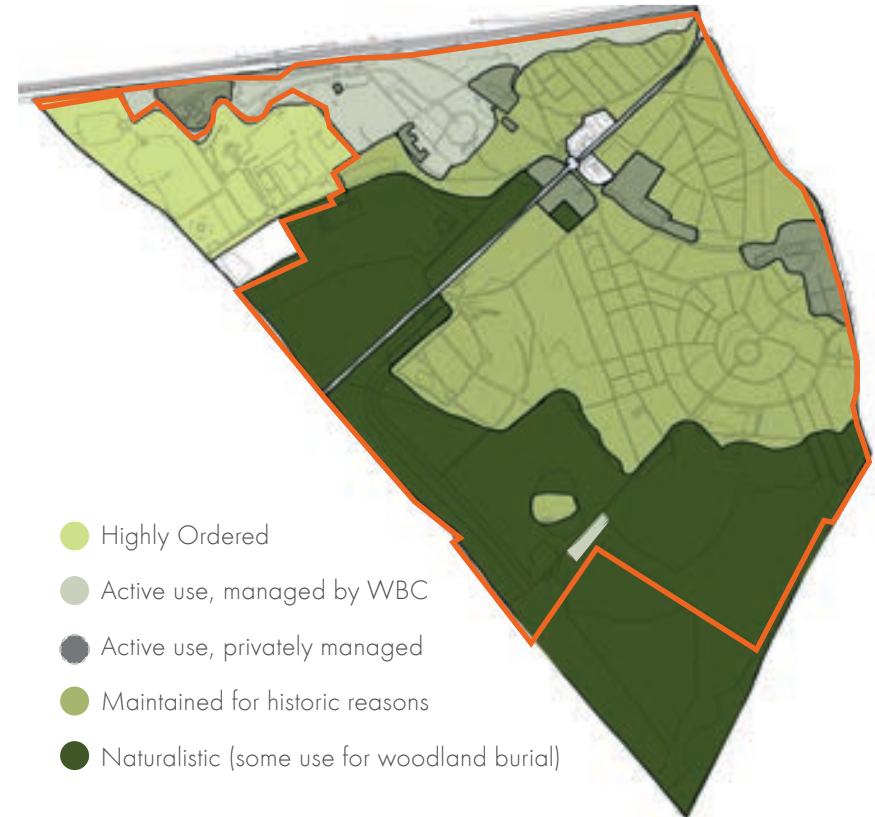 Highly Ordered
Active use, managed by WBC
Active use, privately managed
Maintained for historic reasons
Naturalistic (some use for woodland burial)